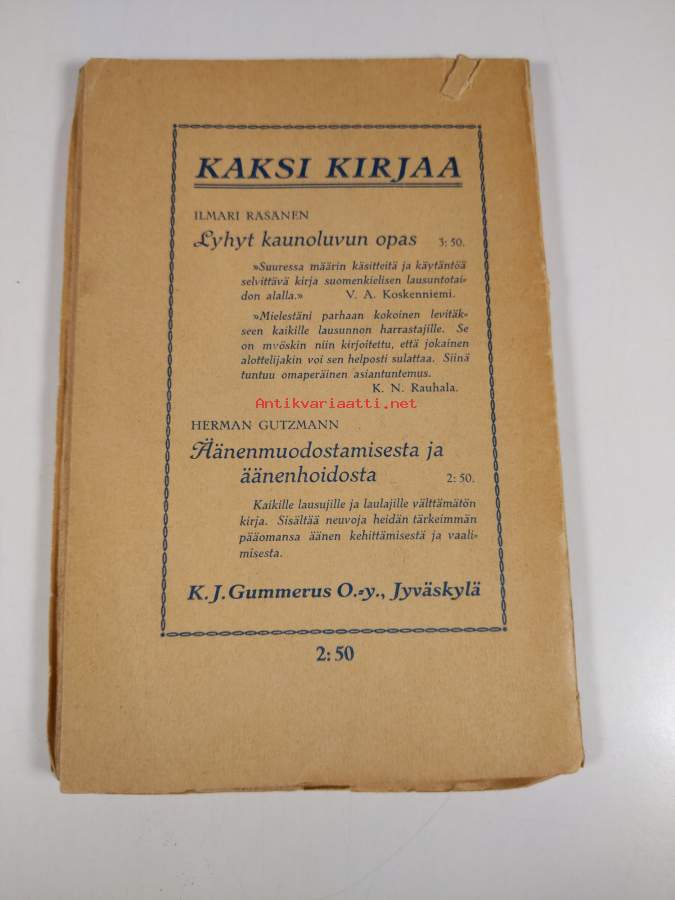 KAKSI KIRJAA
ILMARI RÄSÄNEN
Lyhyt kaunoluvun opas 3:50.
»Suuressa määrin käsitteitä ja käytäntöä
selvittävä kirja suomenkielisen lausuntotai-
don alalla.» V. A. Koskenniemi.
»Mielestäni parhaan kokoinen levitäk-
seen kaikille lausunnon harrastajille. Se
on myöskin niin kirjoitettu, että jokainen
alottelijakin voi sen helposti sulattaa. Siinä
tuntuu omaperäinen asiantuntemus.
K. N. Rauhala.
Antikvariaatti.net
HERMAN GUTZMANN
Äänenmuodostamisesta ja
äänenhoidosta 2:50.
Kaikille lausujille ja laulajille välttämätön
kirja. Sisältää neuvoja heidän tärkeimmän
pääomansa äänen kehittämisestä ja vaali-
misesta.
K. J. Gummerus O.-y., Jyväskylä
2:50